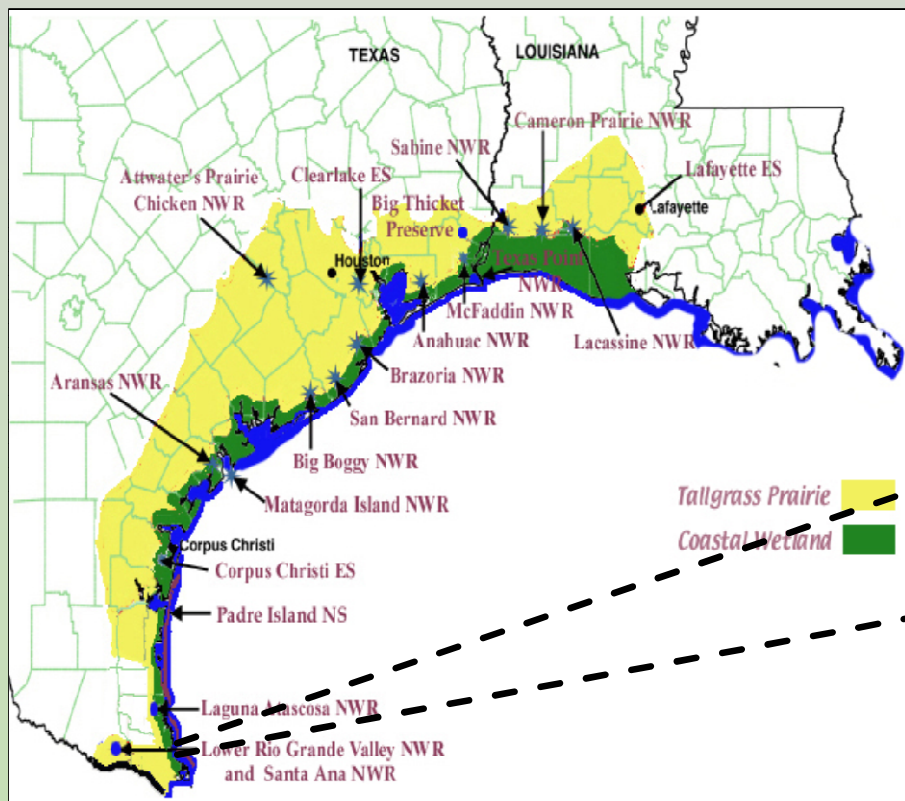 TEXAS
LOUISIANA
Cameron Prairie NWR
Sabine NWR
Lafayette ES
Attwater's Prairie
Chicken NWR
Clearlake ES
Big Thicket
Preserve
Lafayette
Houston
Texas Point
NWR
McFaddin NWR
Anahuac NWR
Lacassine NWR
Brazoria NWR
Aransas NWR
San Bernard NWR
Big Boggy NWR
Matagorda Island NWR
Tallgrass Prairie
Coastal Wetland
Corpus Christi
Corpus Christi ES
Padre Island NS
Laguna Atascosa NWR
Lower Rio Grande Valley NWR
and Santa Ana NWR